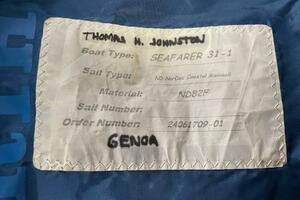 THOMAS H. JOHNSTON
Boat Type: SEAFARER 31-1
Sail Type: ND NorCal Coastal Mainsail
Material: ND82F
Sail Number:
Order Number: 24061709-01
GENOA